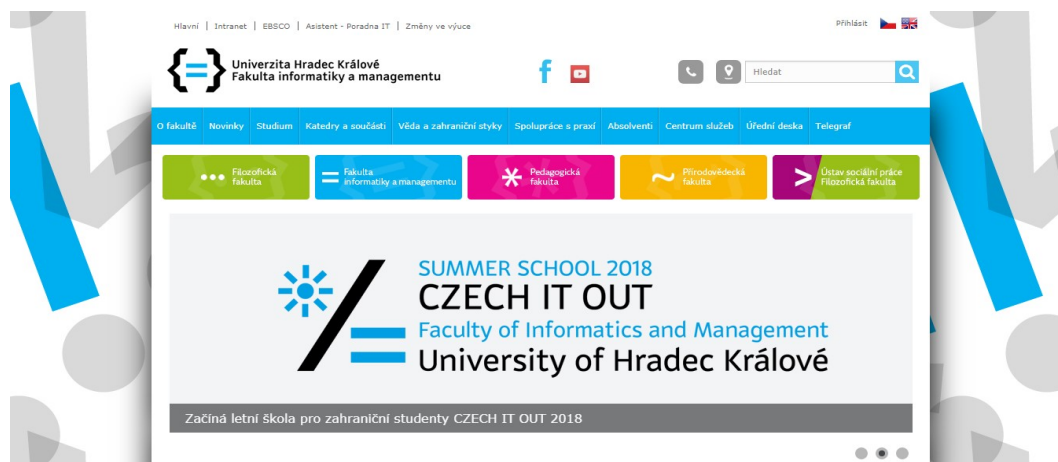 Hlavní | Intranet | EBSCO | Asistent - Poradna IT | Změny ve výuce
Přihlásit
{=} Univerzita Hradec Králové
Fakulta informatiky a managementu
f
Hledat
O fakultě Novinky Studium Katedry a součásti Věda a zahraniční styky Spolupráce s praxí Absolventi Centrum služeb Úřední deska Telegraf
Filozofická
fakulta
Fakulta
informatiky a managementu
Pedagogická
fakulta
Přírodovědecká
fakulta
Ústav sociální práce
Filozofická fakulta
SUMMER SCHOOL 2018
CZECH IT OUT
Faculty of Informatics and Management
University of Hradec Králové
Začíná letní škola pro zahraniční studenty CZECH IT OUT 2018